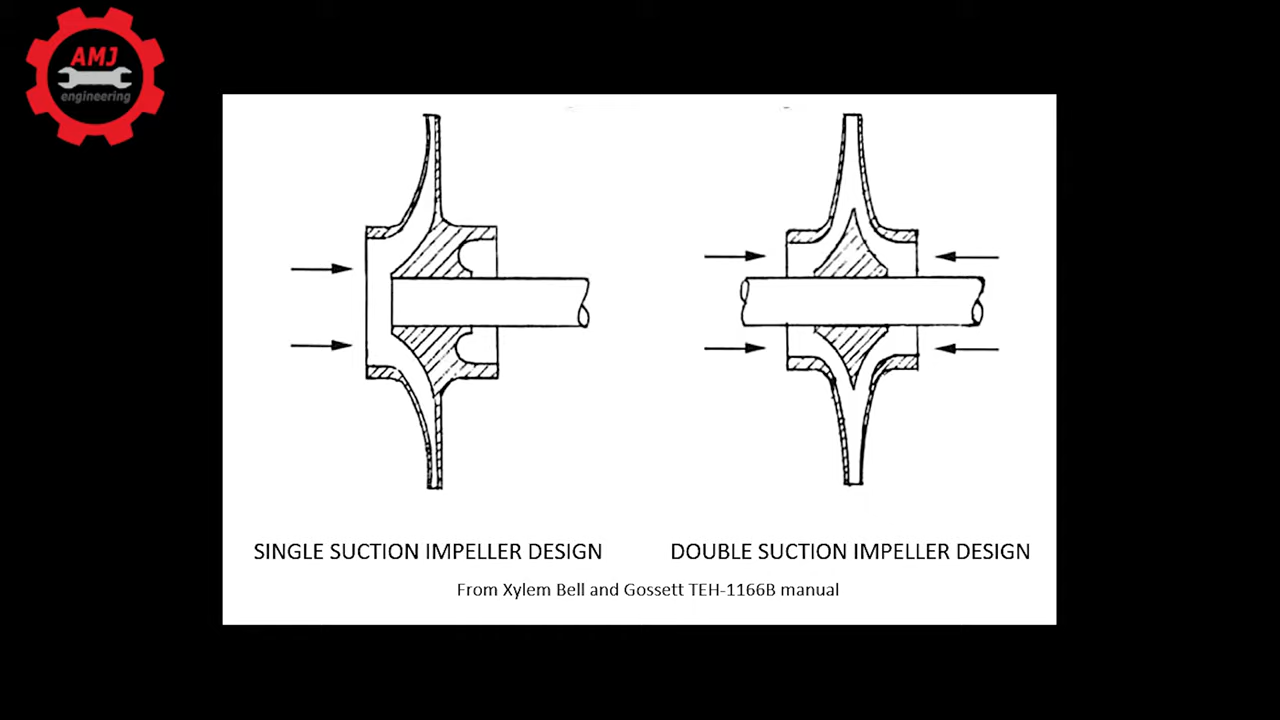 AMJ
engineering
SINGLE SUCTION IMPELLER DESIGN
DOUBLE SUCTION IMPELLER DESIGN
From Xylem Bell and Gossett TEH-1166B manual